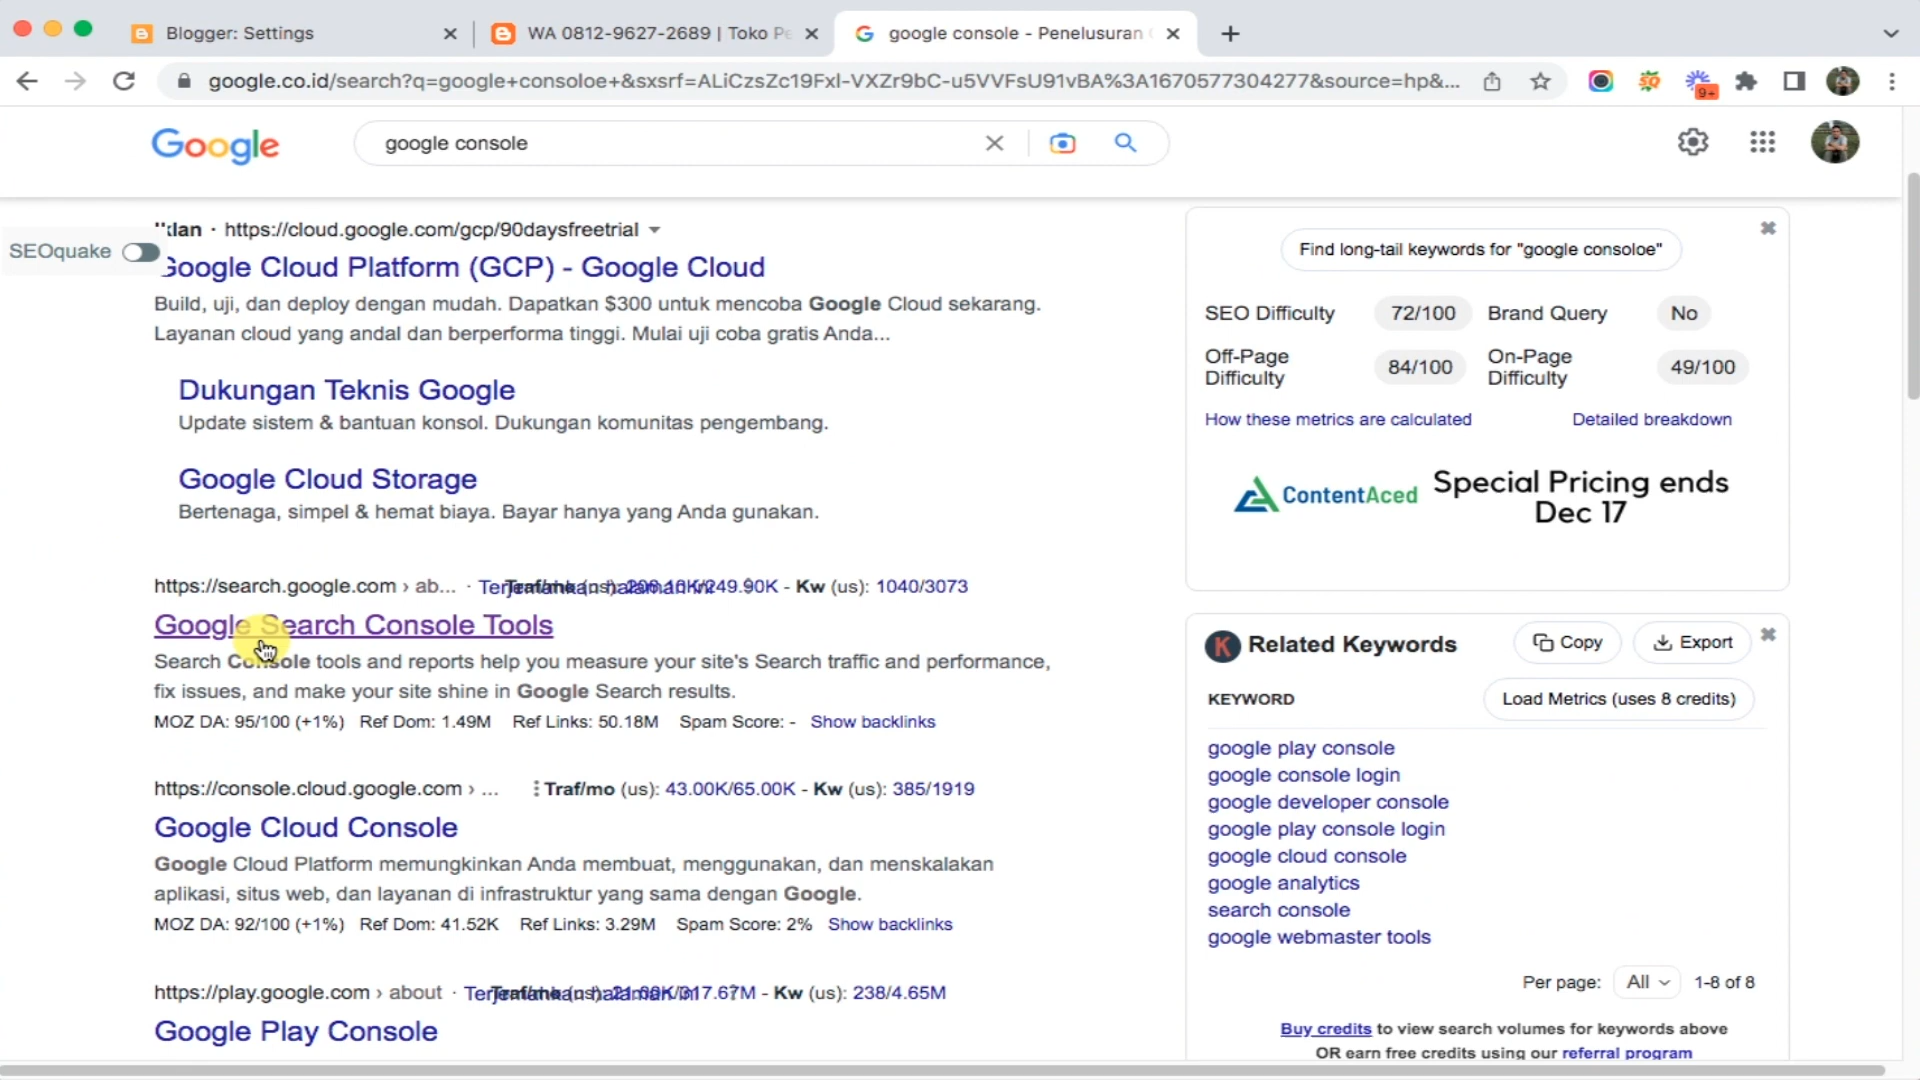 Blogger: Settings
WA 0812-9627-2689 | Toko Pe
google console - Penelusuran
google.co.id/search?q=google+consoloe+&sxsrf=ALiCzsZc19FxI-VXZr9bC-u5VVFsU91vBA%3A1670577304277&source=hp&...
9+
Google
google console
SEOquake
· https://cloud.google.com/gcp/90daysfreetrial
Google Cloud Platform (GCP) - Google Cloud
Build, uji, dan deploy dengan mudah. Dapatkan $300 untuk mencoba Google Cloud sekarang.
Layanan cloud yang andal dan berperforma tinggi. Mulai uji coba gratis Anda...
Dukungan Teknis Google
Update sistem & bantuan konsol. Dukungan komunitas pengembang.
Google Cloud Storage
Bertenaga, simpel & hemat biaya. Bayar hanya yang Anda gunakan.
https://search.google.com › ab... · - Kw (us): 1040/3073
Google Search Console Tools
Search Console tools and reports help you measure your site's Search traffic and performance,
fix issues, and make your site shine in Google Search results.
MOZ DA: 95/100 (+1%) Ref Dom: 1.49M Ref Links: 50.18M Spam Score: - Show backlinks
https://console.cloud.google.com › ... Traf/mo (us): 43.00K/65.00K - Kw (us): 385/1919
Google Cloud Console
Google Cloud Platform memungkinkan Anda membuat, menggunakan, dan menskalakan
aplikasi, situs web, dan layanan di infrastruktur yang sama dengan Google.
MOZ DA: 92/100 (+1%) Ref Dom: 41.52K Ref Links: 3.29M Spam Score: 2% Show backlinks
https://play.google.com › about · - Kw (us): 238/4.65M
Google Play Console
Find long-tail keywords for "google consoloe"
SEO Difficulty 72/100 Brand Query No
Off-Page Difficulty 84/100 On-Page Difficulty 49/100
How these metrics are calculated Detailed breakdown
ContentAced Special Pricing ends
Dec 17
K Related Keywords Copy Export
KEYWORD Load Metrics (uses 8 credits)
google play console
google console login
google developer console
google play console login
google cloud console
google analytics
search console
google webmaster tools
Per page: All 1-8 of 8
Buy credits to view search volumes for keywords above
OR earn free credits using our referral program